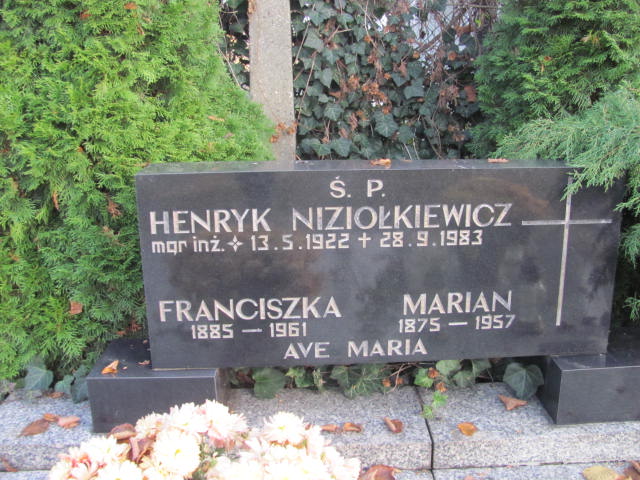 Ś. P.
HENRYK NIZIOŁKIEWICZ
mgr inż. ✧ 13.5.1922 + 28.9.1983
FRANCISZKA MARIAN
1885 — 1961 1875 — 1957
AVE MARIA